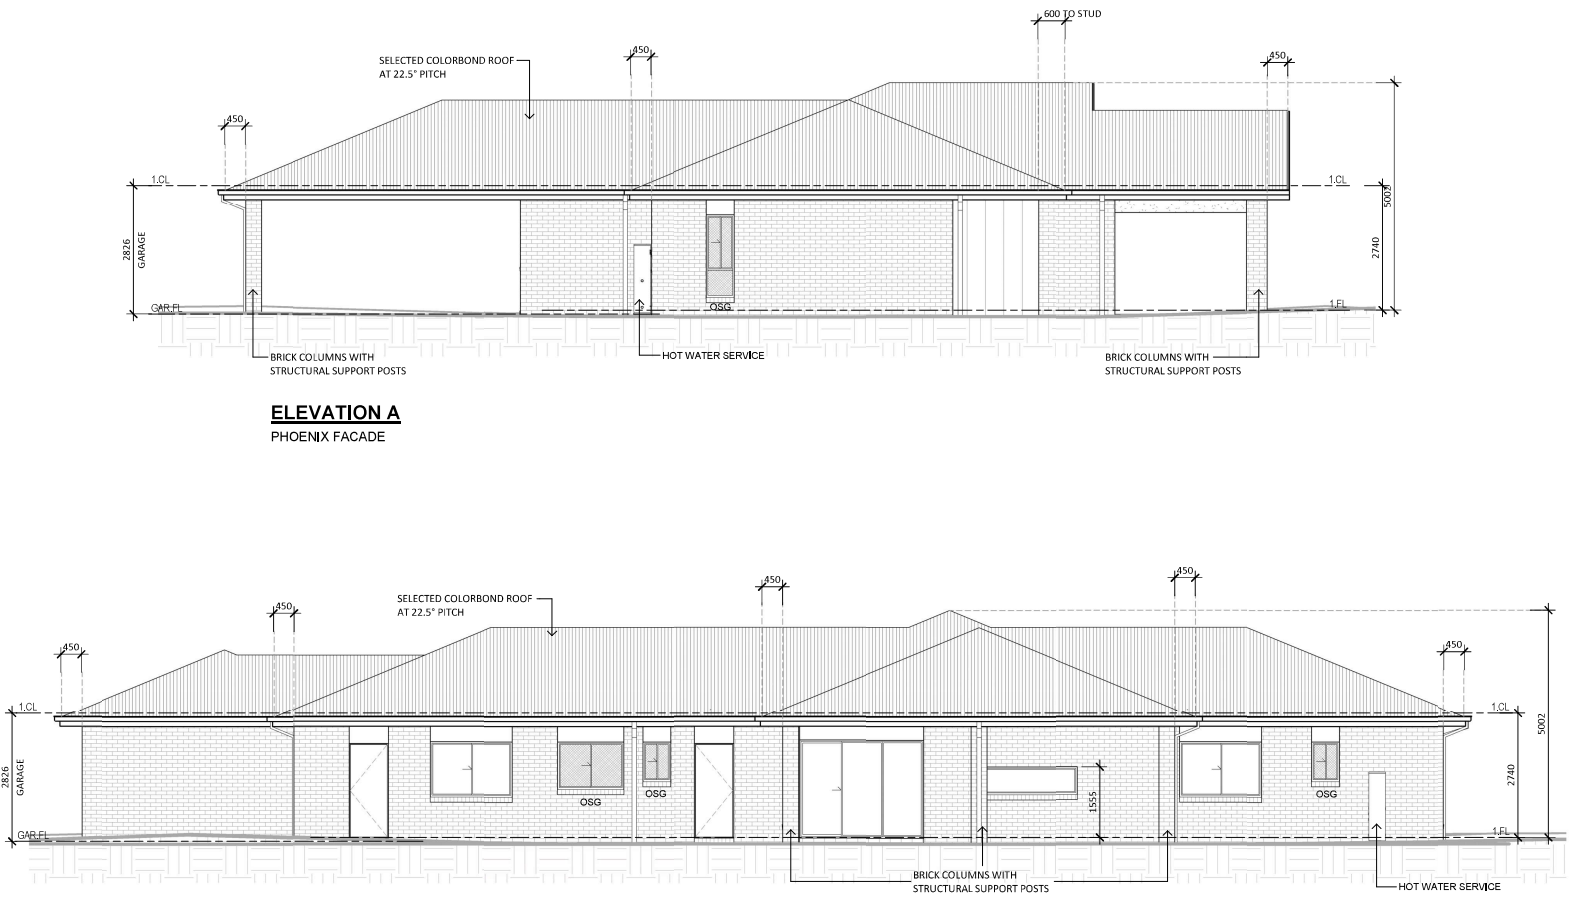 600 TO STUD
450
450
SELECTED COLORBOND ROOF
AT 22.5° PITCH
450
1.CL
1.CL
5002
2826
GARAGE
2740
GAR.FL
OSG
1.FL
BRICK COLUMNS WITH
STRUCTURAL SUPPORT POSTS
HOT WATER SERVICE
BRICK COLUMNS WITH
STRUCTURAL SUPPORT POSTS
ELEVATION A
PHOENIX FACADE
450
450
SELECTED COLORBOND ROOF
AT 22.5° PITCH
450
450
450
1.CL
1.CL
5002
2826
GARAGE
2740
OSG
OSG
1555
OSG
GAR.FL
1.FL
BRICK COLUMNS WITH
STRUCTURAL SUPPORT POSTS
HOT WATER SERVICE